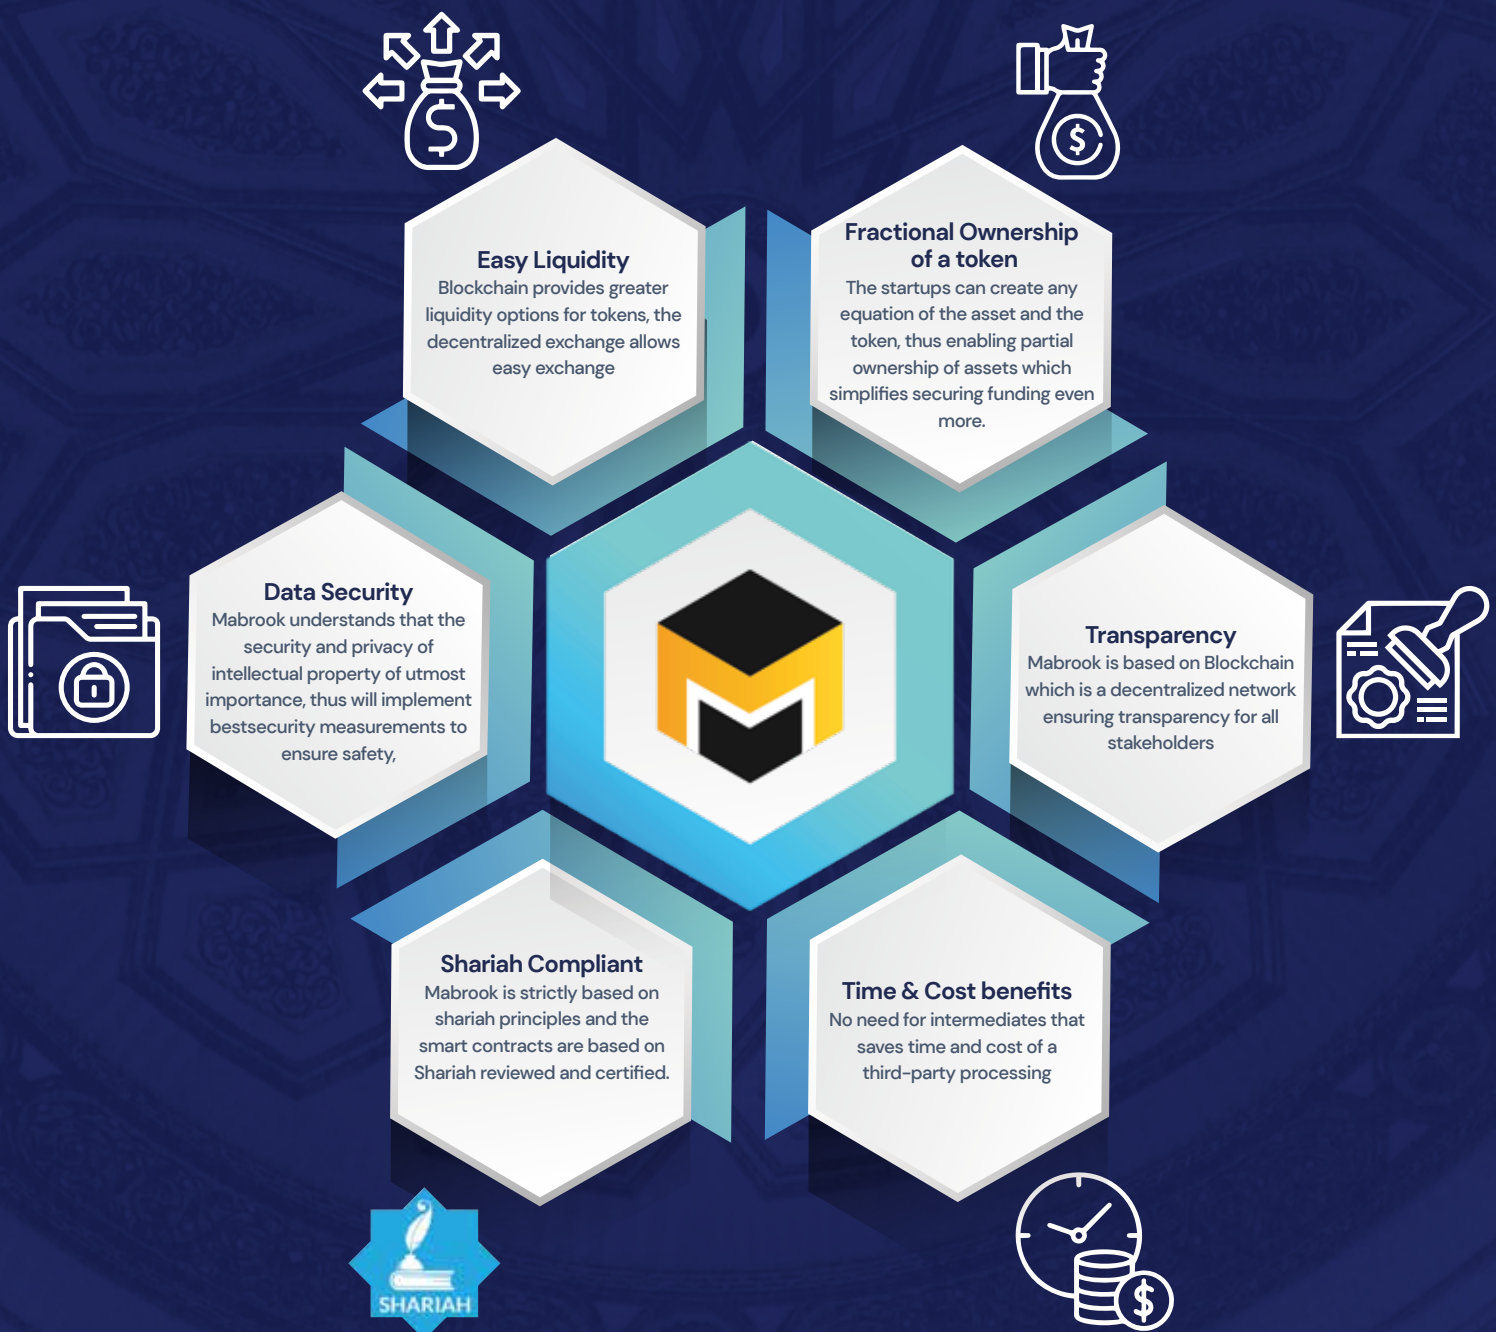 Easy Liquidity
Blockchain provides greater
liquidity options for tokens, the
decentralized exchange allows
easy exchange
Fractional Ownership
of a token
The startups can create any
equation of the asset and the
token, thus enabling partial
ownership of assets which
simplifies securing funding even
more.
Data Security
Mabrook understands that the
security and privacy of
intellectual property of utmost
importance, thus will implement
bestsecurity measurements to
ensure safety,
Transparency
Mabrook is based on Blockchain
which is a decentralized network
ensuring transparency for all
stakeholders
Shariah Compliant
Mabrook is strictly based on
shariah principles and the
smart contracts are based on
Shariah reviewed and certified.
Time & Cost benefits
No need for intermediates that
saves time and cost of a
third-party processing
SHARIAH